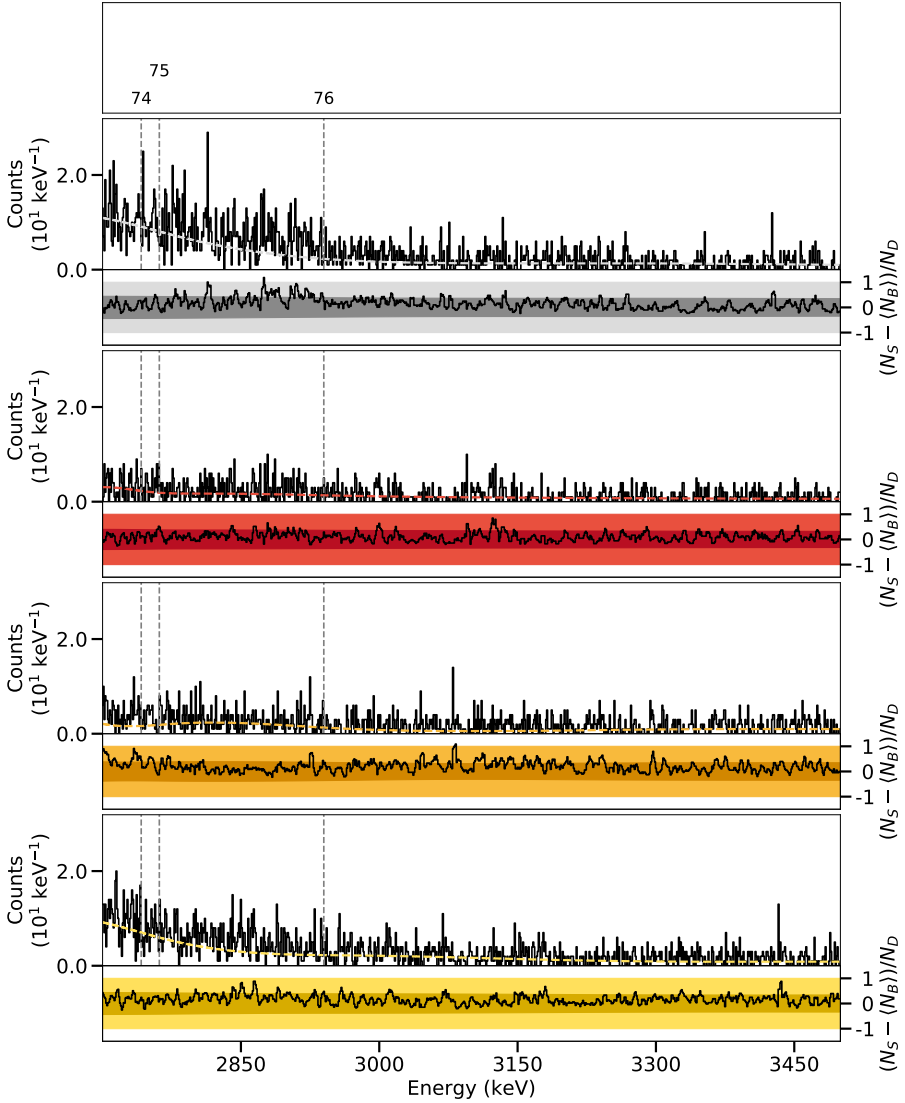 75
74
76
Counts
(10¹ keV⁻¹)
2.0
0.0
1
0
-1
(N_S − ⟨N_B⟩)/N_D
Counts
(10¹ keV⁻¹)
2.0
0.0
1
0
-1
(N_S − ⟨N_B⟩)/N_D
Counts
(10¹ keV⁻¹)
2.0
0.0
1
0
-1
(N_S − ⟨N_B⟩)/N_D
Counts
(10¹ keV⁻¹)
2.0
0.0
1
0
-1
(N_S − ⟨N_B⟩)/N_D
2850 3000 3150 3300 3450
Energy (keV)